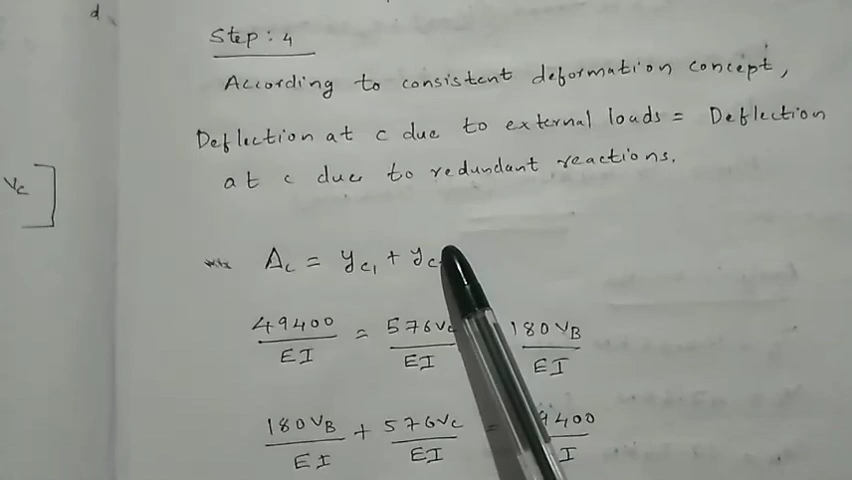 d
Step : 4
According to consistent deformation concept,
Deflection at c due to external loads = Deflection
at c due to redundant reactions.
Vc
Δc = yc1 + yc
49400/EI = 576Vc/EI 180VB/EI
180VB/EI + 576Vc/EI = 9400/I